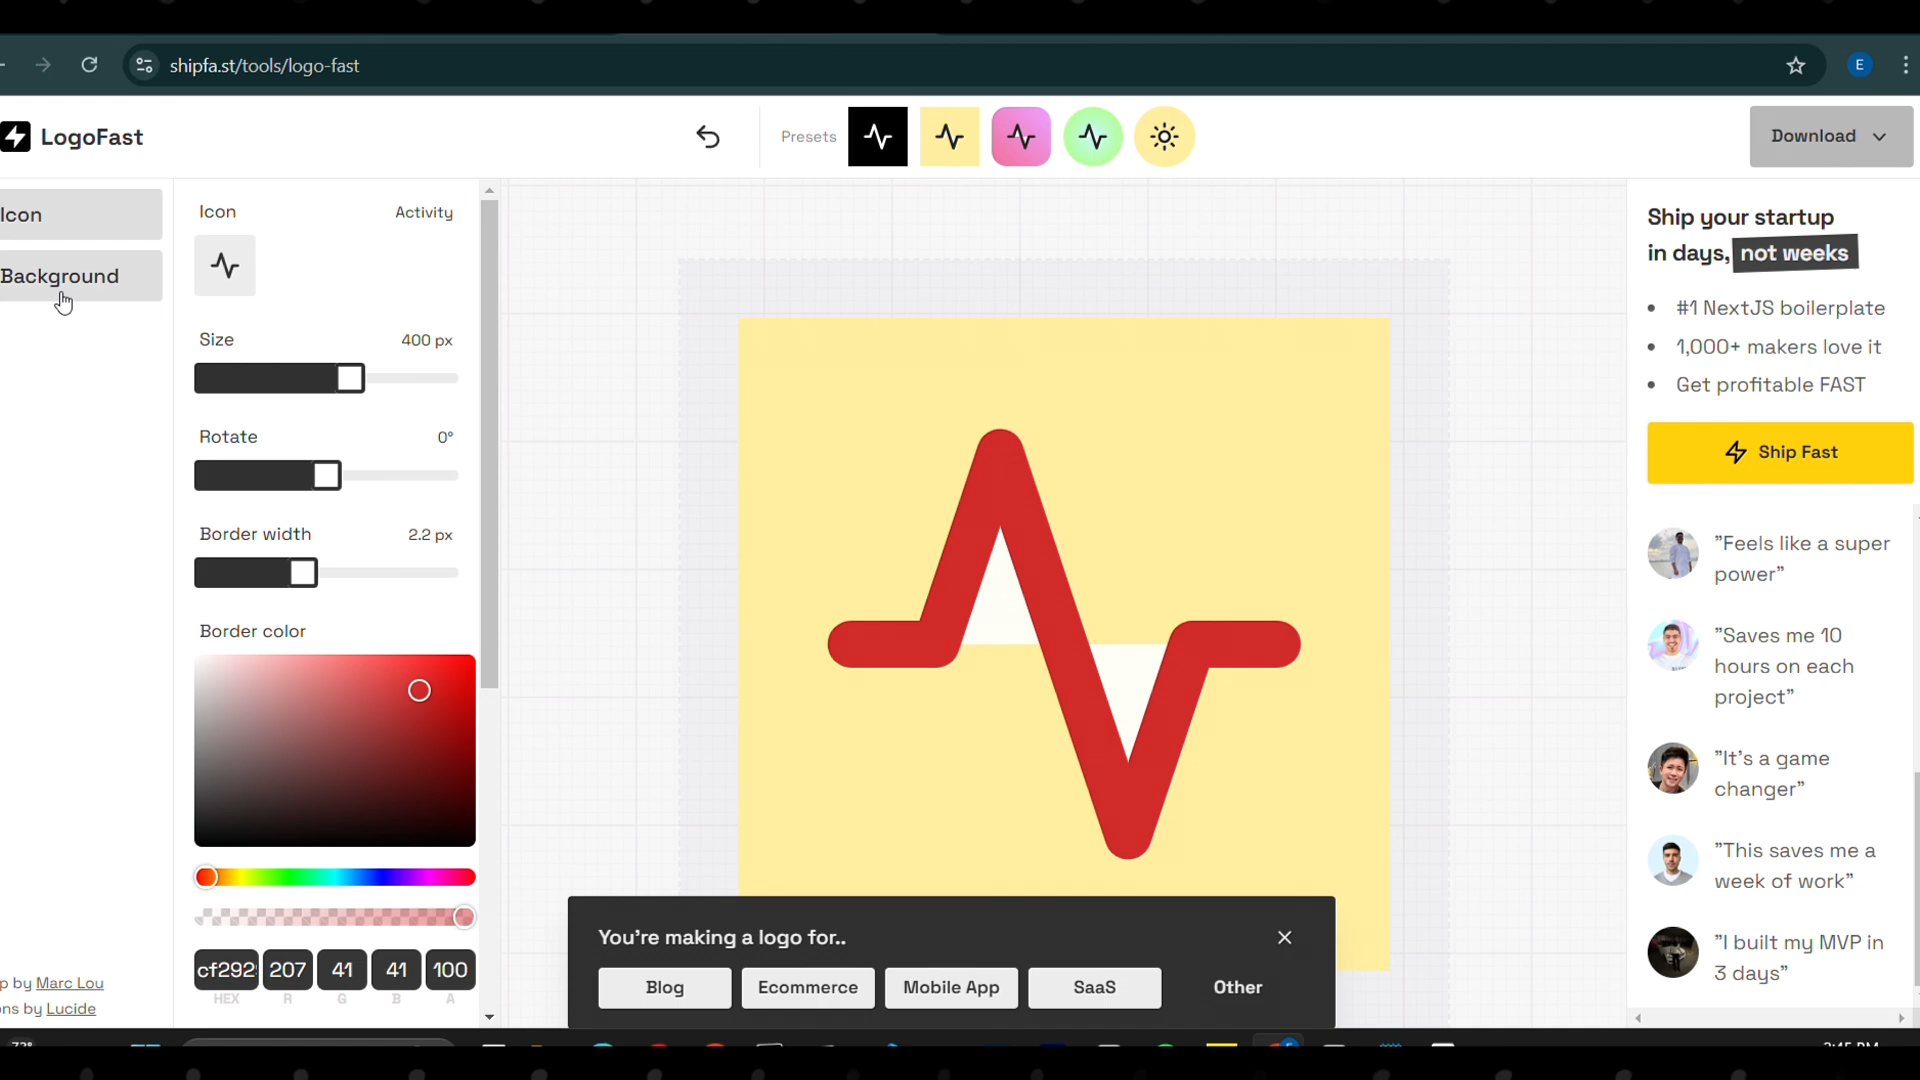 shipfa.st/tools/logo-fast
E
LogoFast
Presets
Download
Icon
Background
Icon
Activity
Size
400 px
Rotate
0°
Border width
2.2 px
Border color
cf292
207
41
41
100
HEX
R
G
B
A
p by Marc Lou
ns by Lucide
You're making a logo for..
Blog
Ecommerce
Mobile App
SaaS
Other
Ship your startup
in days, not weeks
• #1 NextJS boilerplate
• 1,000+ makers love it
• Get profitable FAST
Ship Fast
"Feels like a super
power"
"Saves me 10
hours on each
project"
"It's a game
changer"
"This saves me a
week of work"
"I built my MVP in
3 days"